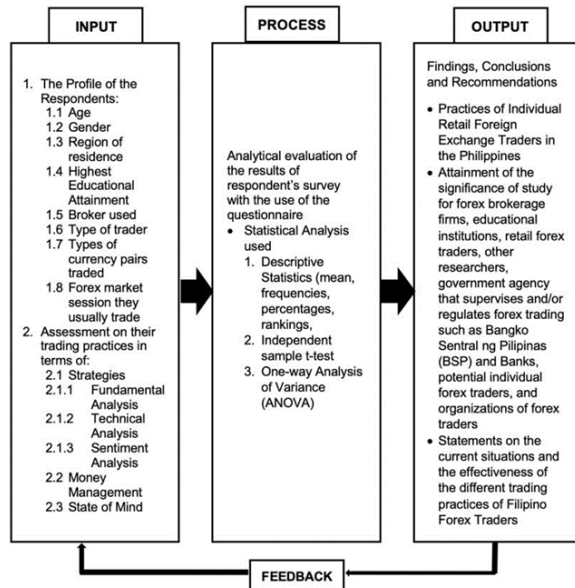 INPUT
1. The Profile of the
Respondents:
1.1 Age
1.2 Gender
1.3 Region of
residence
1.4 Highest
Educational
Attainment
1.5 Broker used
1.6 Type of trader
1.7 Types of
currency pairs
traded
1.8 Forex market
session they
usually trade
2. Assessment on their
trading practices in
terms of:
2.1 Strategies
2.1.1 Fundamental
Analysis
2.1.2 Technical
Analysis
2.1.3 Sentiment
Analysis
2.2 Money
Management
2.3 State of Mind
PROCESS
Analytical evaluation of
the results of
respondent's survey
with the use of the
questionnaire
• Statistical Analysis
used
1. Descriptive
Statistics (mean,
frequencies,
percentages,
rankings,
2. Independent
sample t-test
3. One-way Analysis
of Variance
(ANOVA)
OUTPUT
Findings, Conclusions
and Recommendations
• Practices of Individual
Retail Foreign
Exchange Traders in
the Philippines
• Attainment of the
significance of study
for forex brokerage
firms, educational
institutions, retail forex
traders, other
researchers,
government agency
that supervises and/or
regulates forex trading
such as Bangko
Sentral ng Pilipinas
(BSP) and Banks,
potential individual
forex traders, and
organizations of forex
traders
• Statements on the
current situations and
the effectiveness of
the different trading
practices of Filipino
Forex Traders
FEEDBACK